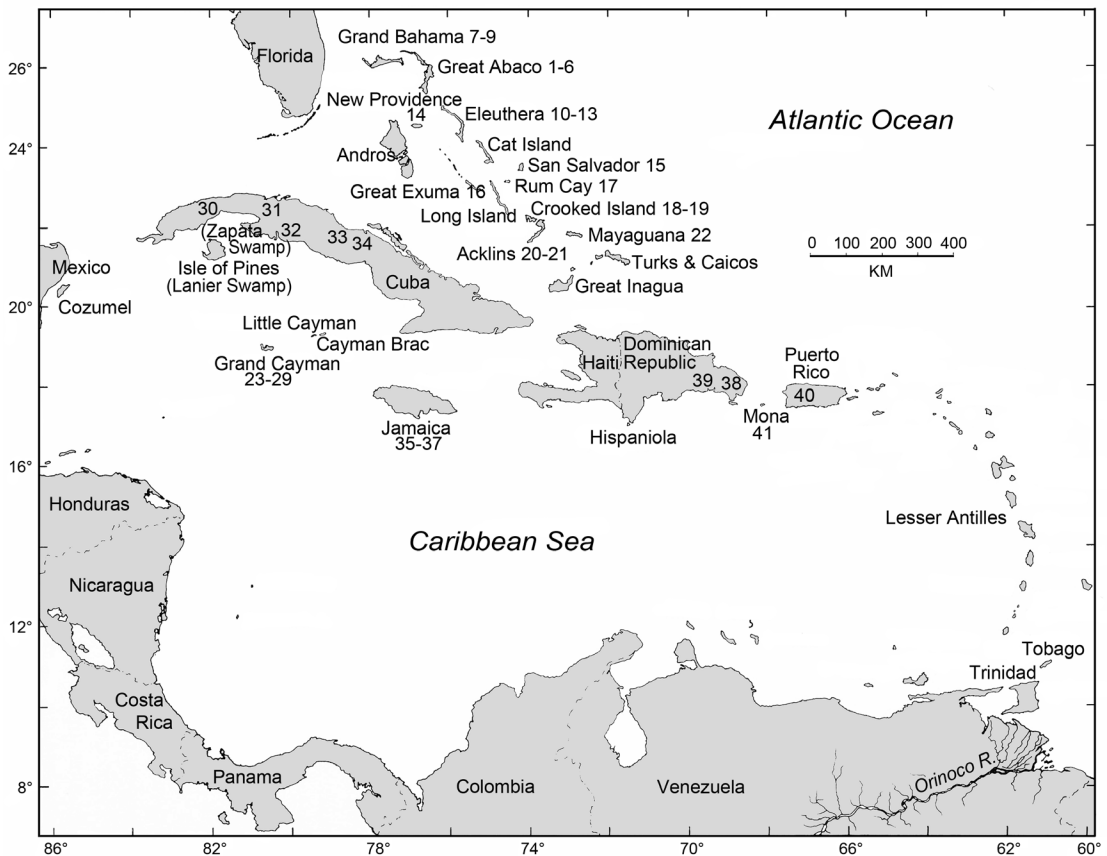 Grand Bahama 7-9
Florida
26°
Great Abaco 1-6
New Providence
14
Eleuthera 10-13
Atlantic Ocean
24°
Cat Island
Andros
San Salvador 15
Rum Cay 17
Great Exuma 16
30
31
Crooked Island 18-19
Long Island
(Zapata
Swamp)
32
33
34
Mayaguana 22
0 100 200 300 400
KM
Acklins 20-21
Turks & Caicos
Mexico
Isle of Pines
(Lanier Swamp)
Cuba
Great Inagua
Cozumel
20°
Little Cayman
Cayman Brac
Grand Cayman
23-29
Dominican
Republic
Haiti
39
38
Puerto
Rico
40
Mona
41
Jamaica
35-37
Hispaniola
16°
Honduras
Lesser Antilles
Caribbean Sea
Nicaragua
12°
Tobago
Trinidad
Costa
Rica
Panama
Colombia
Venezuela
Orinoco R.
8°
86° 82° 78° 74° 70° 66° 62° 60°